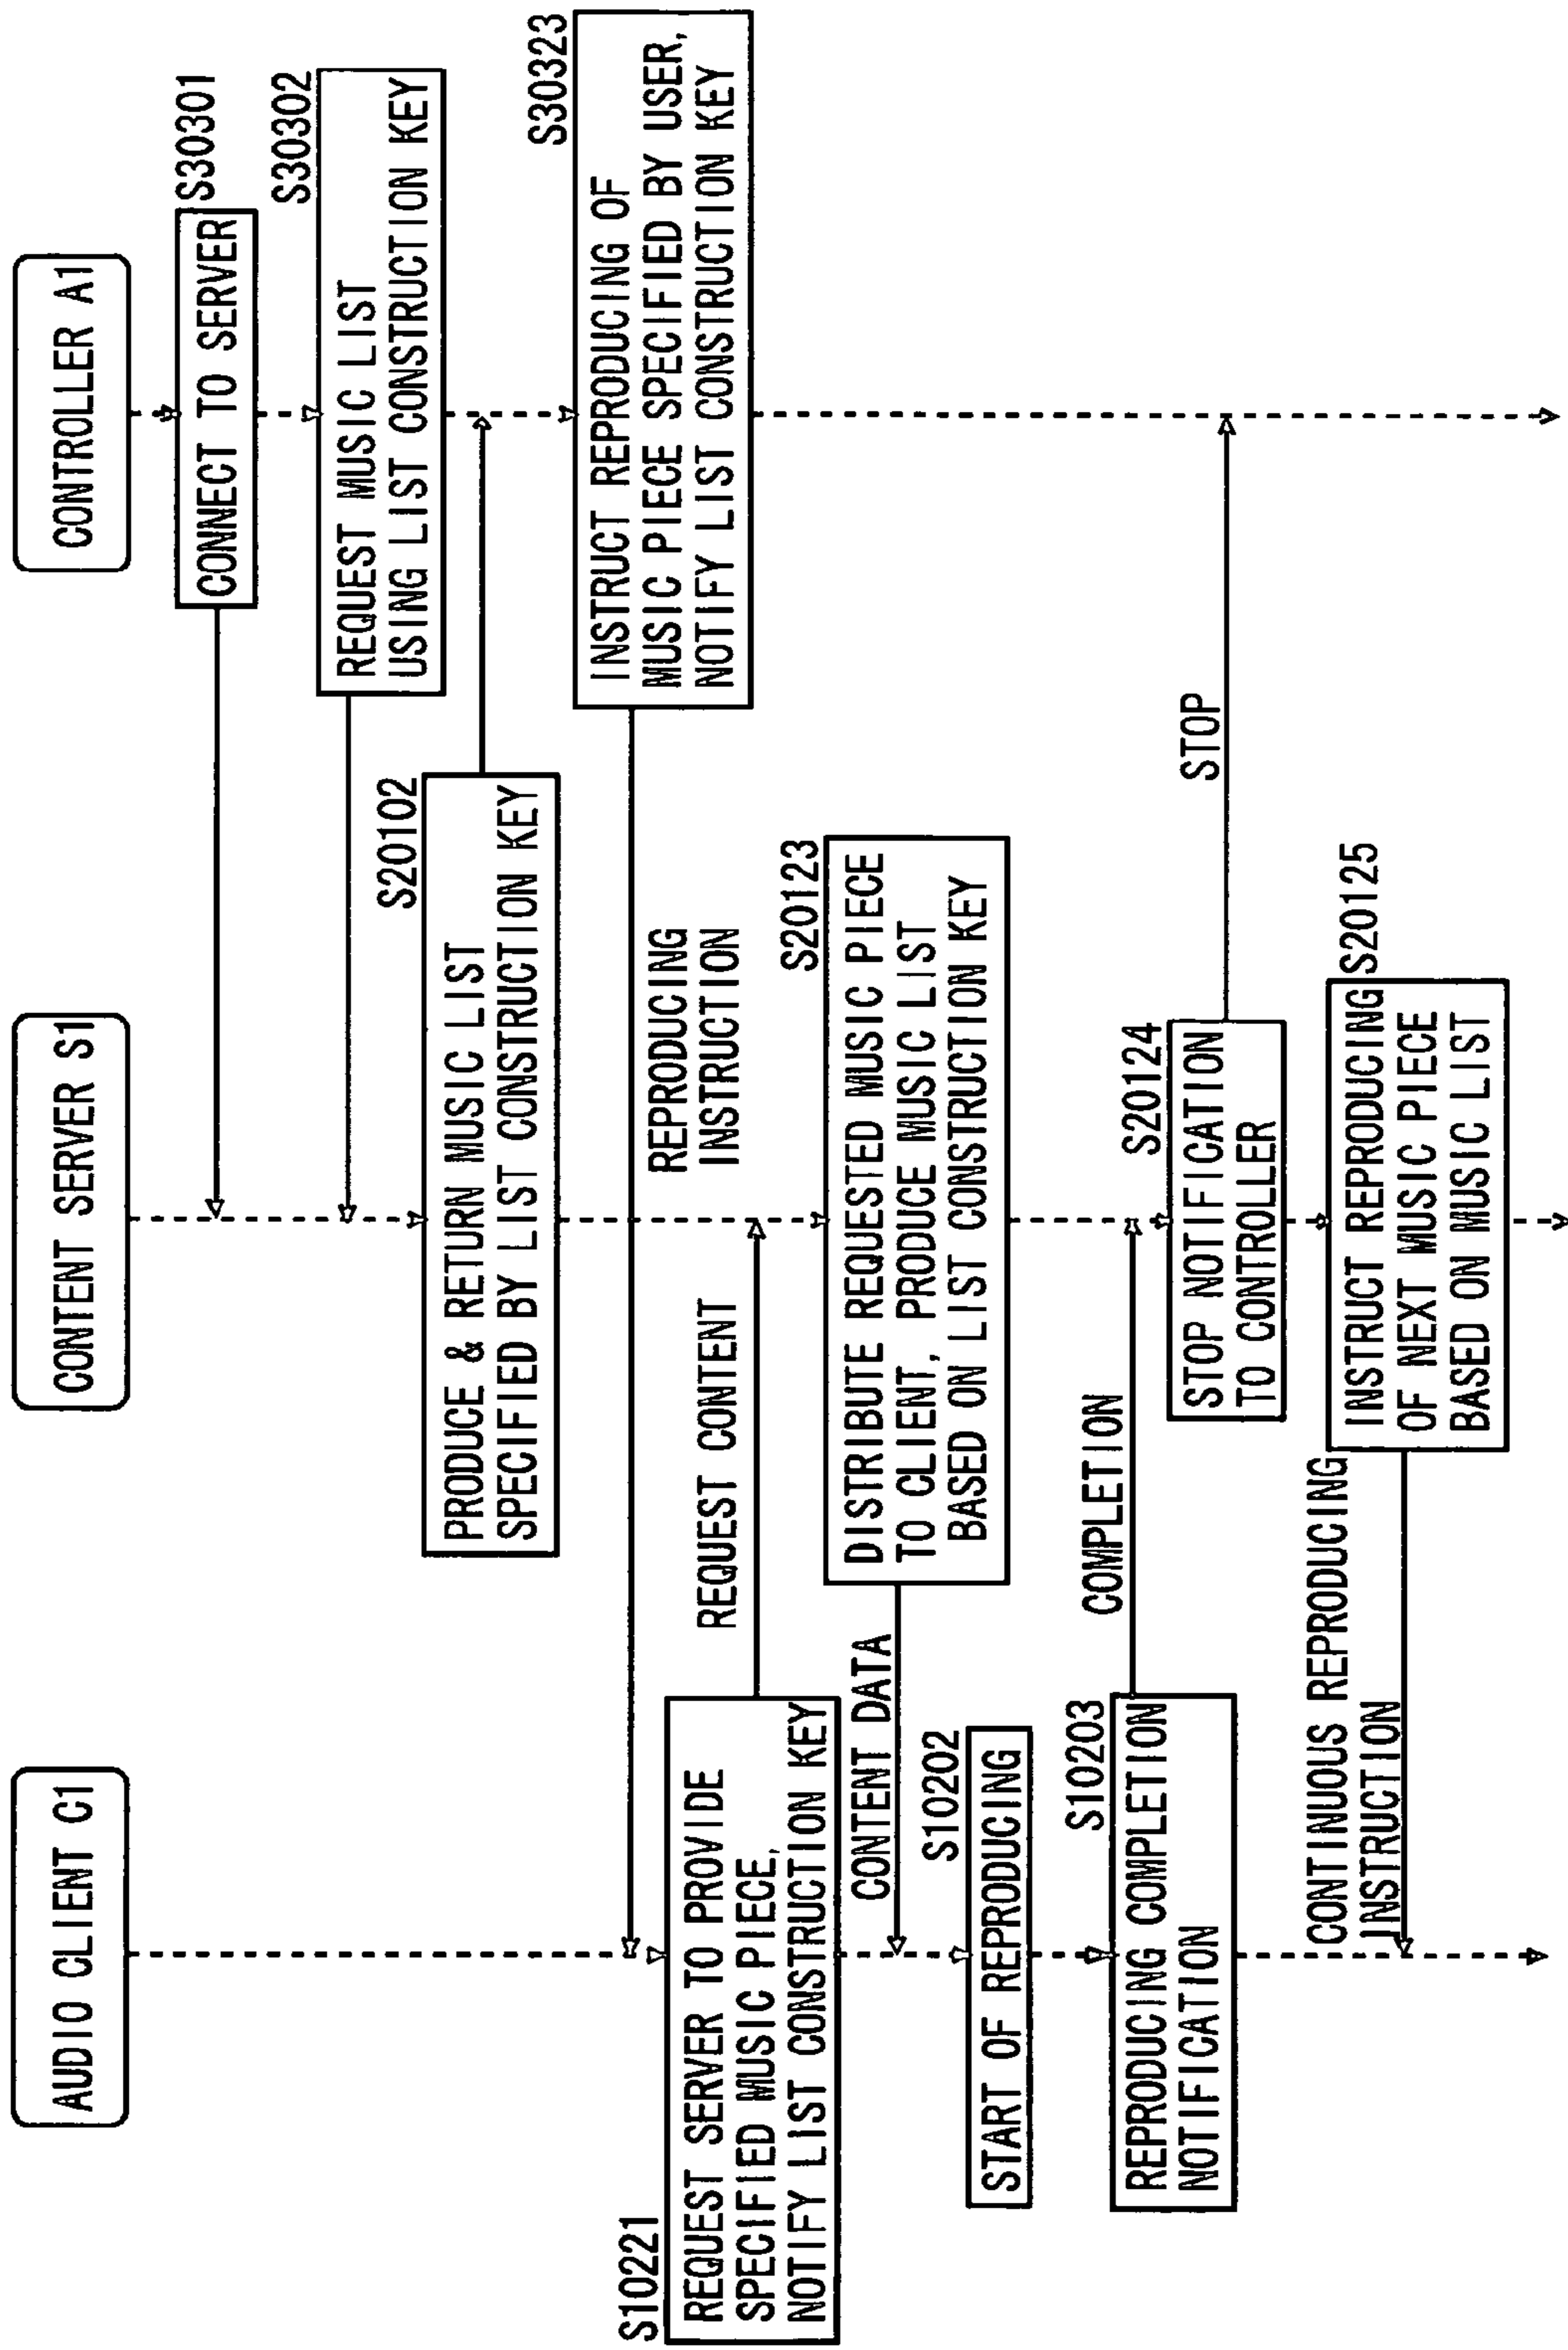 AUDIO CLIENT C1
CONTENT SERVER S1
CONTROLLER A1
CONNECT TO SERVER
S30301
S30302
REQUEST MUSIC LIST
USING LIST CONSTRUCTION KEY
S20102
PRODUCE & RETURN MUSIC LIST
SPECIFIED BY LIST CONSTRUCTION KEY
S30323
INSTRUCT REPRODUCING OF
MUSIC PIECE SPECIFIED BY USER,
NOTIFY LIST CONSTRUCTION KEY
REPRODUCING
INSTRUCTION
S10221
REQUEST SERVER TO PROVIDE
SPECIFIED MUSIC PIECE,
NOTIFY LIST CONSTRUCTION KEY
REQUEST CONTENT
S20123
DISTRIBUTE REQUESTED MUSIC PIECE
TO CLIENT, PRODUCE MUSIC LIST
BASED ON LIST CONSTRUCTION KEY
CONTENT DATA
S10202
START OF REPRODUCING
S10203
REPRODUCING COMPLETION
NOTIFICATION
COMPLETION
S20124
STOP NOTIFICATION
TO CONTROLLER
STOP
S20125
INSTRUCT REPRODUCING
OF NEXT MUSIC PIECE
BASED ON MUSIC LIST
CONTINUOUS REPRODUCING
INSTRUCTION